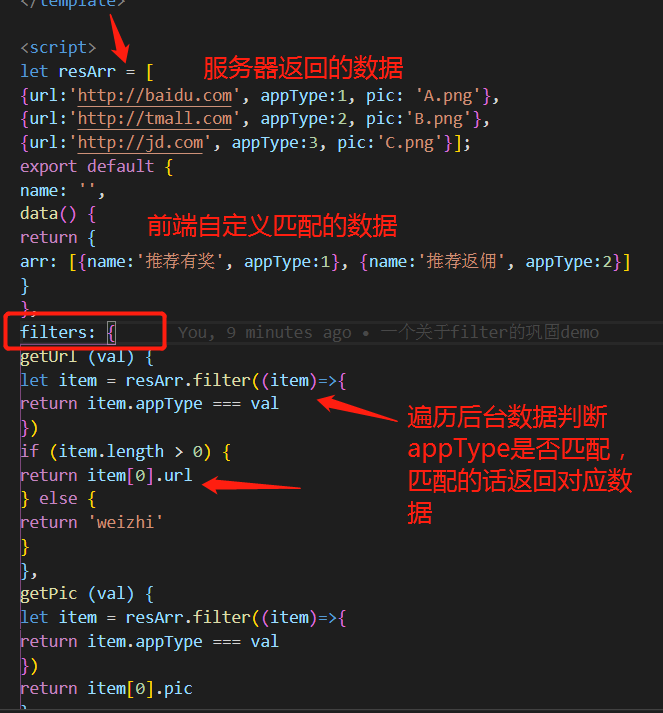 </template>
<script>
let resArr = [
服务器返回的数据
{url:'http://baidu.com', appType:1, pic: 'A.png'},
{url:'http://tmall.com', appType:2, pic:'B.png'},
{url:'http://jd.com', appType:3, pic:'C.png'}];
export default {
name: '',
data() {
前端自定义匹配的数据
return {
arr: [{name:'推荐有奖', appType:1}, {name:'推荐返佣', appType:2}]
}
},
filters: {
You, 9 minutes ago • 一个关于filter的巩固demo
getUrl (val) {
let item = resArr.filter((item)=>{
return item.appType === val
})
if (item.length > 0) {
return item[0].url
} else {
return 'weizhi'
}
},
遍历后台数据判断
appType是否匹配，
匹配的话返回对应数
据
getPic (val) {
let item = resArr.filter((item)=>{
return item.appType === val
})
return item[0].pic
}